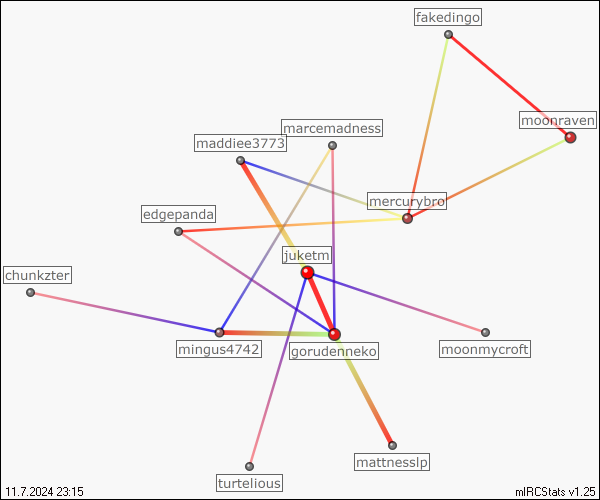 fakedingo
moonraven
marcemadness
maddiee3773
mercurybro
edgepanda
juketm
chunkzter
mingus4742
gorudenneko
moonmycroft
mattnesslp
turtelious
11.7.2024 23:15
mIRCStats v1.25